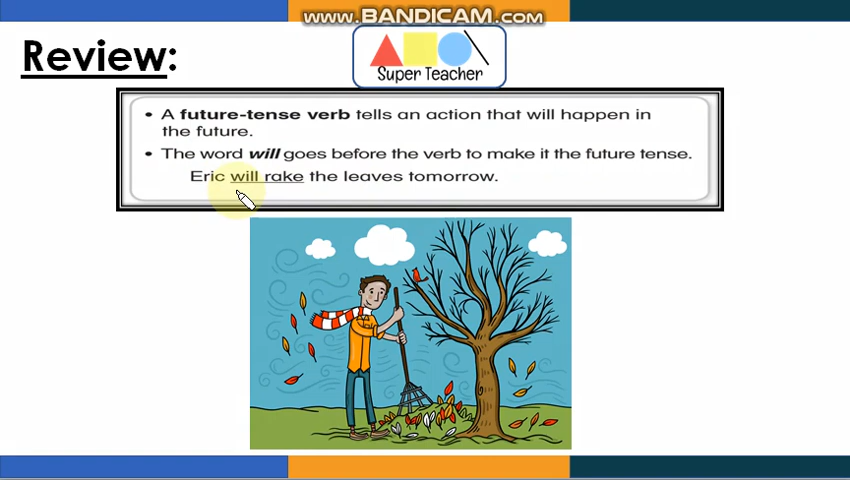 www.BANDICAM.com
Review:
Super Teacher
• A future-tense verb tells an action that will happen in
the future.
• The word will goes before the verb to make it the future tense.
Eric will rake the leaves tomorrow.